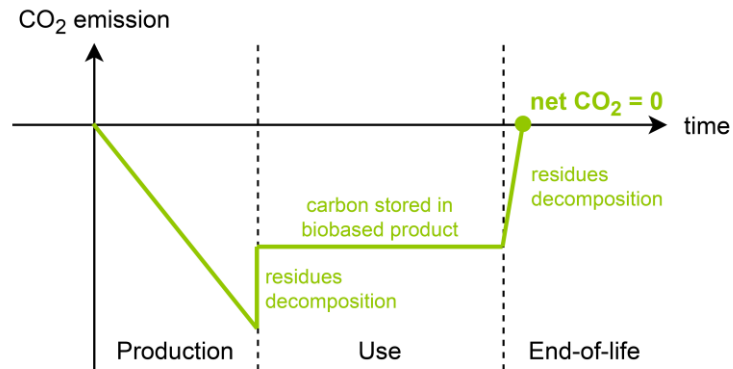 CO₂ emission
net CO₂ = 0
time
residues
decomposition
carbon stored in
biobased product
residues
decomposition
Production
Use
End-of-life